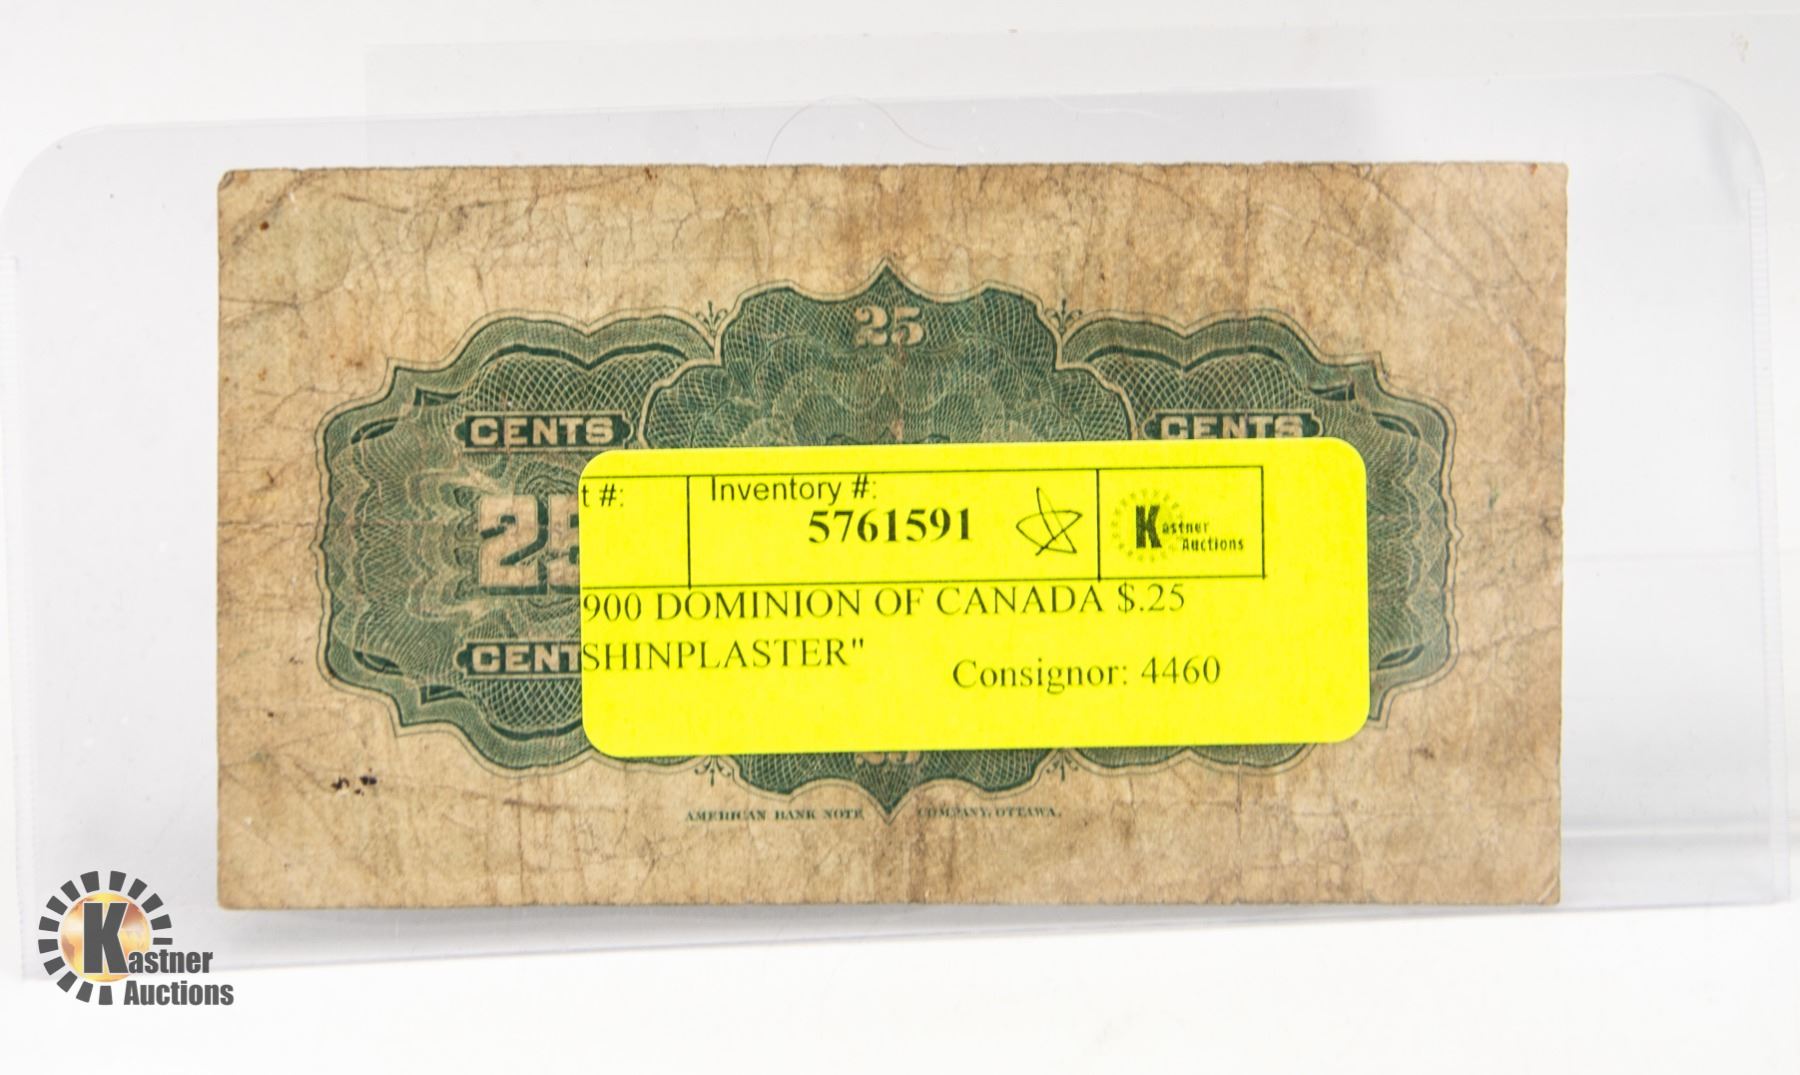 25
CENTS CENTS
25
CENT
t #:
Inventory #:
5761591
Kastner
Auctions
900 DOMINION OF CANADA $.25
SHINPLASTER"
Consignor: 4460
AMERICAN BANK NOTE COMPANY, OTTAWA.
Kastner
Auctions